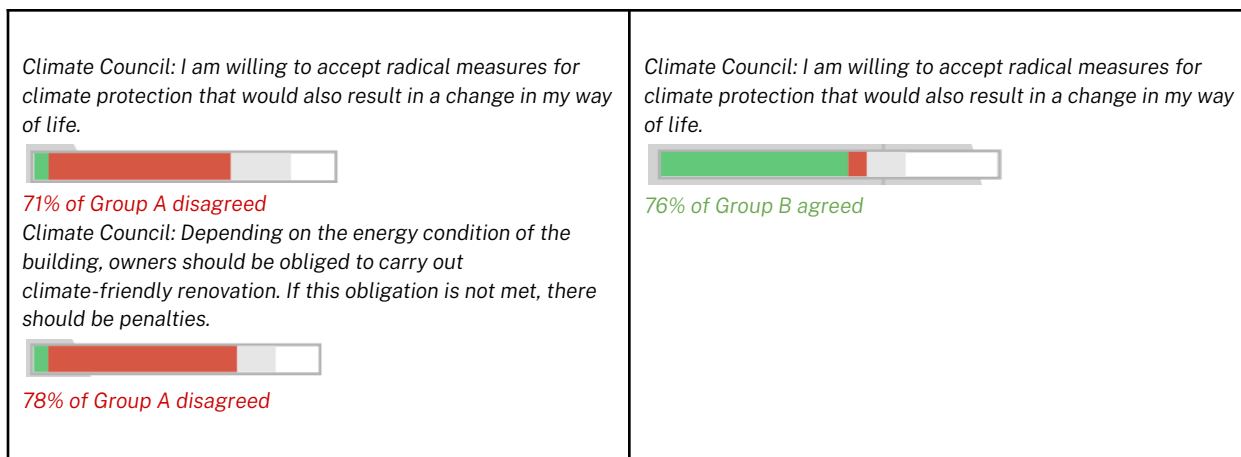 Climate Council: I am willing to accept radical measures for
climate protection that would also result in a change in my way
of life.
71% of Group A disagreed
Climate Council: Depending on the energy condition of the
building, owners should be obliged to carry out
climate-friendly renovation. If this obligation is not met, there
should be penalties.
78% of Group A disagreed
Climate Council: I am willing to accept radical measures for
climate protection that would also result in a change in my way
of life.
76% of Group B agreed